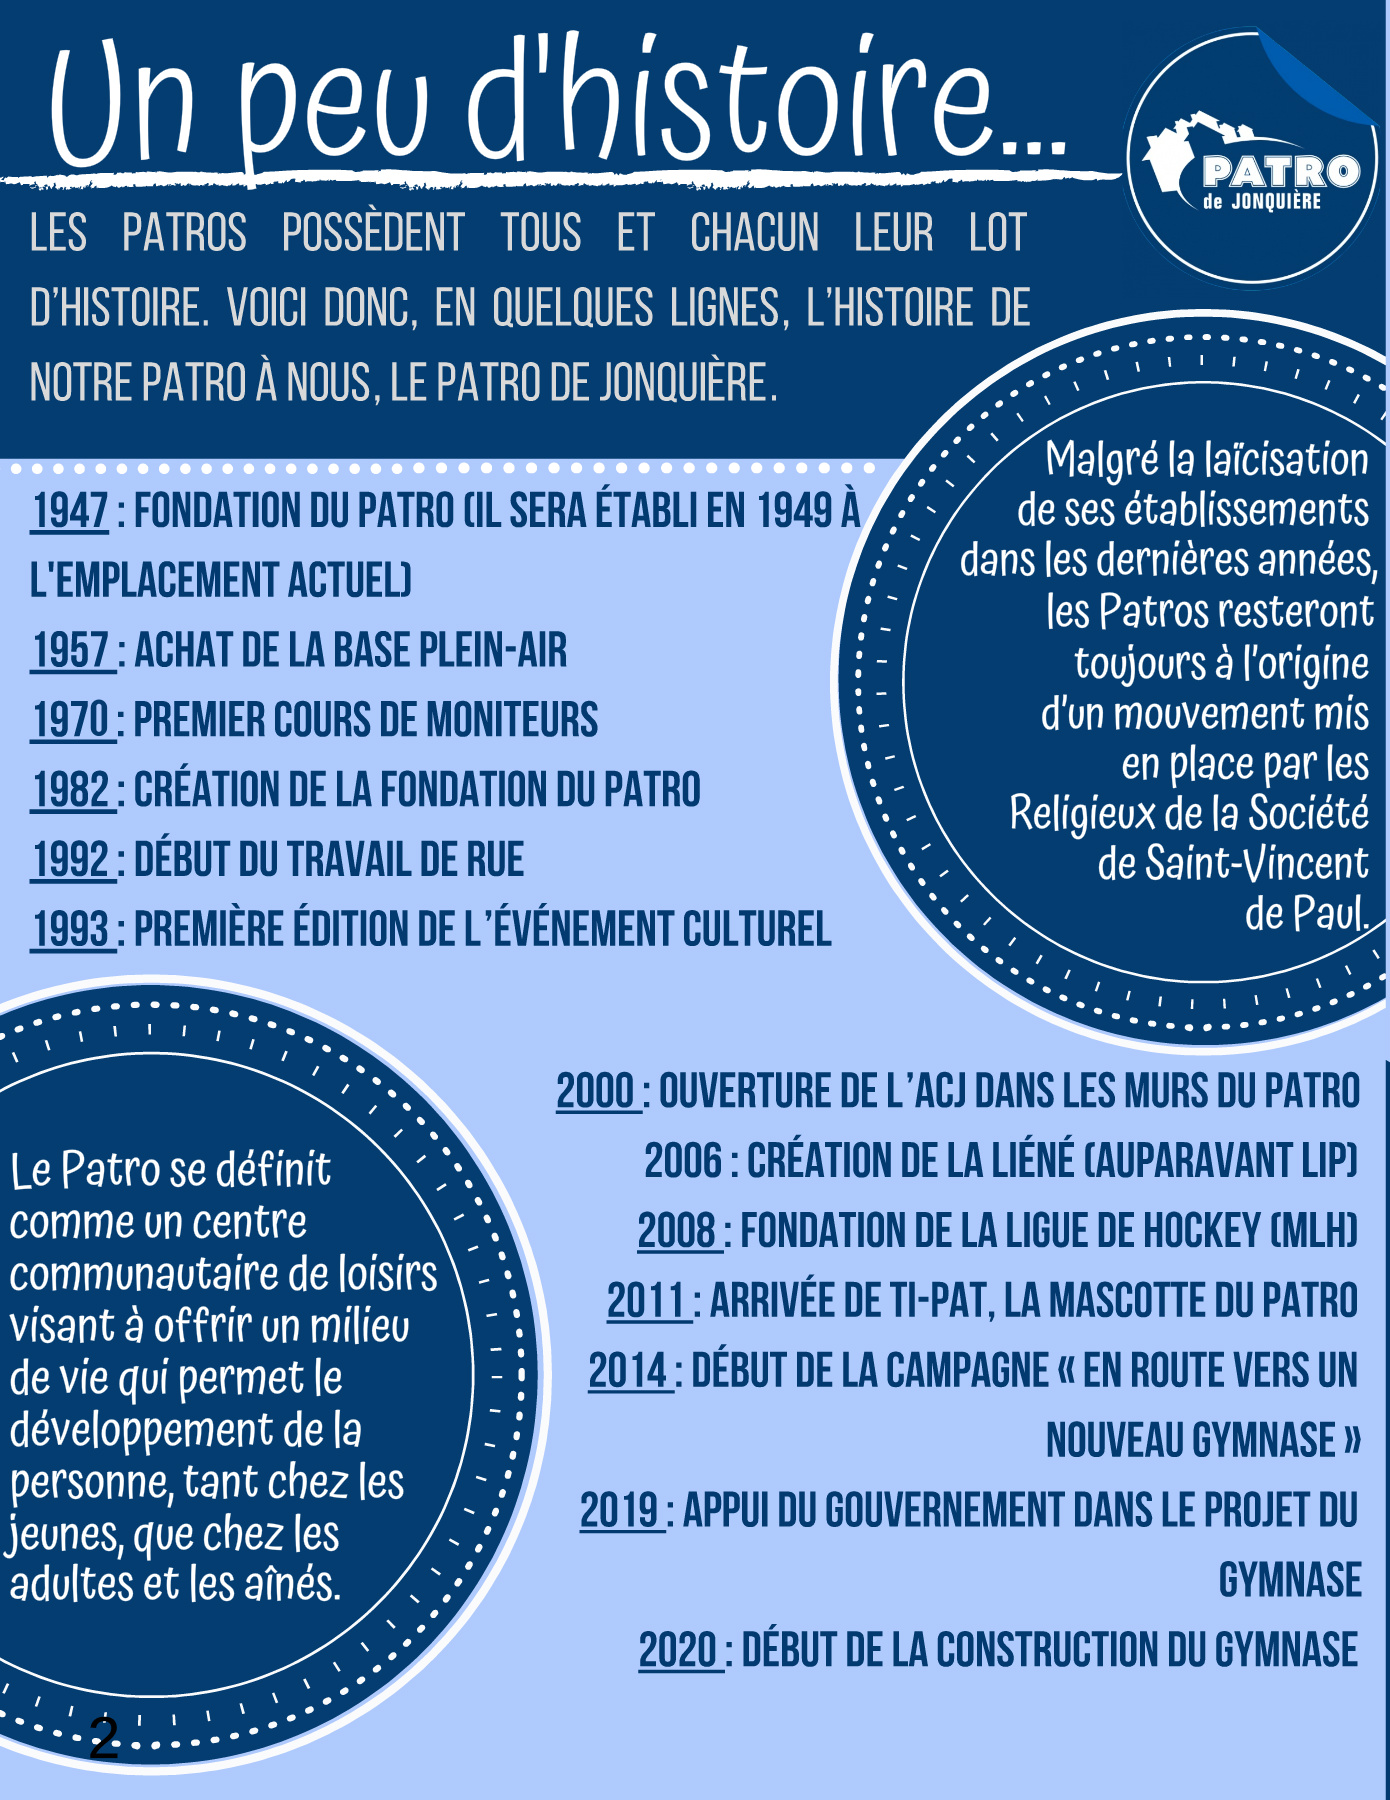 Un peu d'histoire...
PATRO
de JONQUIÈRE
LES PATROS POSSÈDENT TOUS ET CHACUN LEUR LOT
D’HISTOIRE. VOICI DONC, EN QUELQUES LIGNES, L’HISTOIRE DE
NOTRE PATRO À NOUS, LE PATRO DE JONQUIÈRE.
1947 : FONDATION DU PATRO (IL SERA ÉTABLI EN 1949 À
L'EMPLACEMENT ACTUEL)
1957 : ACHAT DE LA BASE PLEIN-AIR
1970 : PREMIER COURS DE MONITEURS
1982 : CRÉATION DE LA FONDATION DU PATRO
1992 : DÉBUT DU TRAVAIL DE RUE
1993 : PREMIÈRE ÉDITION DE L’ÉVÉNEMENT CULTUREL
Malgré la laïcisation
de ses établissements
dans les dernières années,
les Patros resteront
toujours à l’origine
d’un mouvement mis
en place par les
Religieux de la Société
de Saint-Vincent
de Paul.
Le Patro se définit
comme un centre
communautaire de loisirs
visant à offrir un milieu
de vie qui permet le
développement de la
personne, tant chez les
jeunes, que chez les
adultes et les aînés.
2000 : OUVERTURE DE L’ACJ DANS LES MURS DU PATRO
2006 : CRÉATION DE LA LIÉNÉ (AUPARAVANT LIP)
2008 : FONDATION DE LA LIGUE DE HOCKEY (MLH)
2011 : ARRIVÉE DE TI-PAT, LA MASCOTTE DU PATRO
2014 : DÉBUT DE LA CAMPAGNE « EN ROUTE VERS UN
NOUVEAU GYMNASE »
2019 : APPUI DU GOUVERNEMENT DANS LE PROJET DU
GYMNASE
2020 : DÉBUT DE LA CONSTRUCTION DU GYMNASE
2